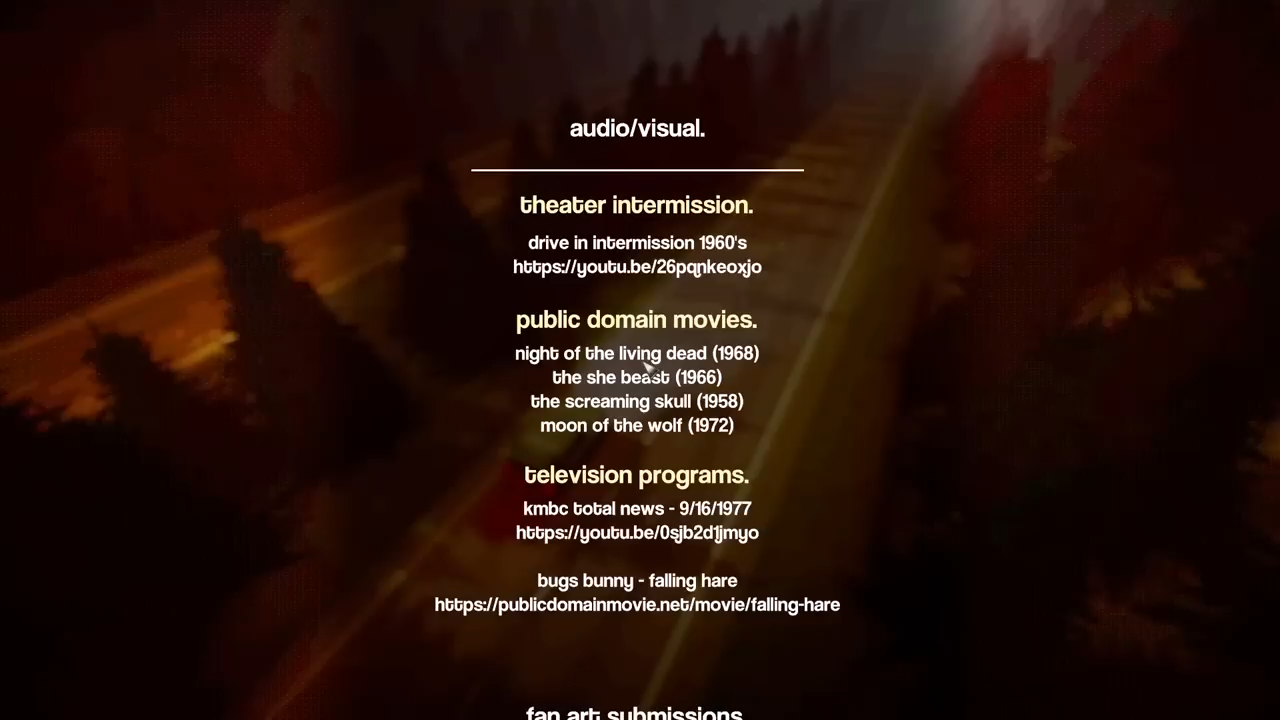 audio/visual.
theater intermission.
drive in intermission 1960's
https://youtu.be/26pqnkeoxjo
public domain movies.
night of the living dead (1968)
the she beast (1966)
the screaming skull (1958)
moon of the wolf (1972)
television programs.
kmbc total news - 9/16/1977
https://youtu.be/0sjb2d1jmyo
bugs bunny - falling hare
https://publicdomainmovie.net/movie/falling-hare
fan art submissions.